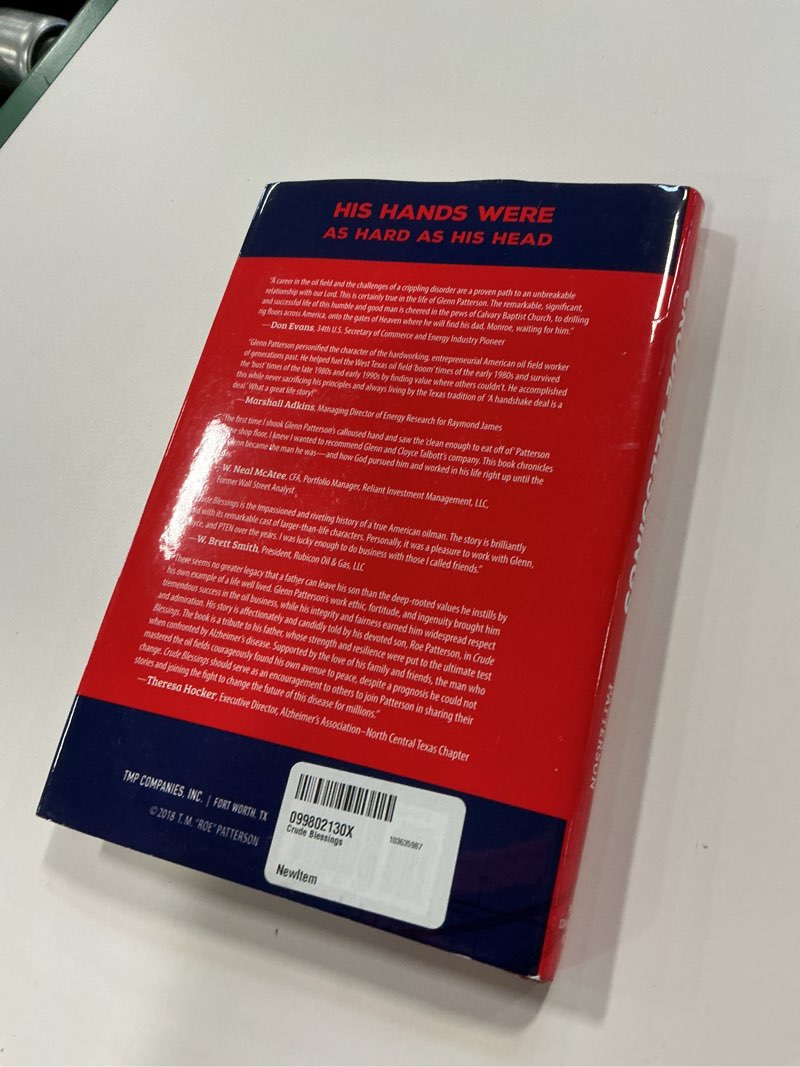 HIS HANDS WERE
AS HARD AS HIS HEAD
"A career in the oil field and the challenges of a crippling disorder are a proven path to an unbreakable
relationship with our Lord. This is certainly true in the life of Glenn Patterson. The remarkable, significant,
and successful life of this humble and good man is cheered in the pews of Calvary Baptist Church, to drilling
rig floors across America, onto the gates of Heaven where he will find his dad, Monroe, waiting for him."
—Don Evans, 34th U.S. Secretary of Commerce and Energy Industry Pioneer
"Glenn Patterson personified the character of the hardworking, entrepreneurial American oil field worker
of generations past. He helped fuel the West Texas oil field 'boom' times of the early 1980s and survived
the 'bust' times of the late 1980s and early 1990s by finding value where others couldn't. He accomplished
this while never sacrificing his principles and always living by the Texas tradition of 'A handshake deal is a
deal.' What a great life story!"
—Marshall Adkins, Managing Director of Energy Research for Raymond James
"The first time I shook Glenn Patterson's calloused hand and saw the 'clean enough to eat off of' Patterson
shop floor, I knew I wanted to recommend Glenn and Cloyce Talbott's company. This book chronicles
Glenn became the man he was—and how God pursued him and worked in his life right up until the
W. Neal McAtee, CFA, Portfolio Manager, Reliant Investment Management, LLC,
Former Wall Street Analyst
Crude Blessings is the impassioned and riveting history of a true American oilman. The story is brilliantly
with its remarkable cast of larger-than-life characters. Personally, it was a pleasure to work with Glenn,
and PTEN over the years. I was lucky enough to do business with those I called friends."
—W. Brett Smith, President, Rubicon Oil & Gas, LLC
"There seems no greater legacy that a father can leave his son than the deep-rooted values he instills by
his own example of a life well lived. Glenn Patterson's work ethic, fortitude, and ingenuity brought him
tremendous success in the oil business, while his integrity and fairness earned him widespread respect
and admiration. His story is affectionately and candidly told by his devoted son, Roe Patterson, in Crude
Blessings. The book is a tribute to his father, whose strength and resilience were put to the ultimate test
when confronted by Alzheimer's disease. Supported by the love of his family and friends, the man who
mastered the oil fields courageously found his own avenue to peace, despite a prognosis he could not
change. Crude Blessings should serve as an encouragement to others to join Patterson in sharing their
stories and joining the fight to change the future of this disease for millions."
—Theresa Hocker, Executive Director, Alzheimer's Association–North Central Texas Chapter
TMP COMPANIES, INC. | FORT WORTH, TX
© 2018 T.M. "ROE" PATTERSON
099802130X
103635987
Crude Blessings
NewItem
CRUDE BLESSINGS
PATTERSON